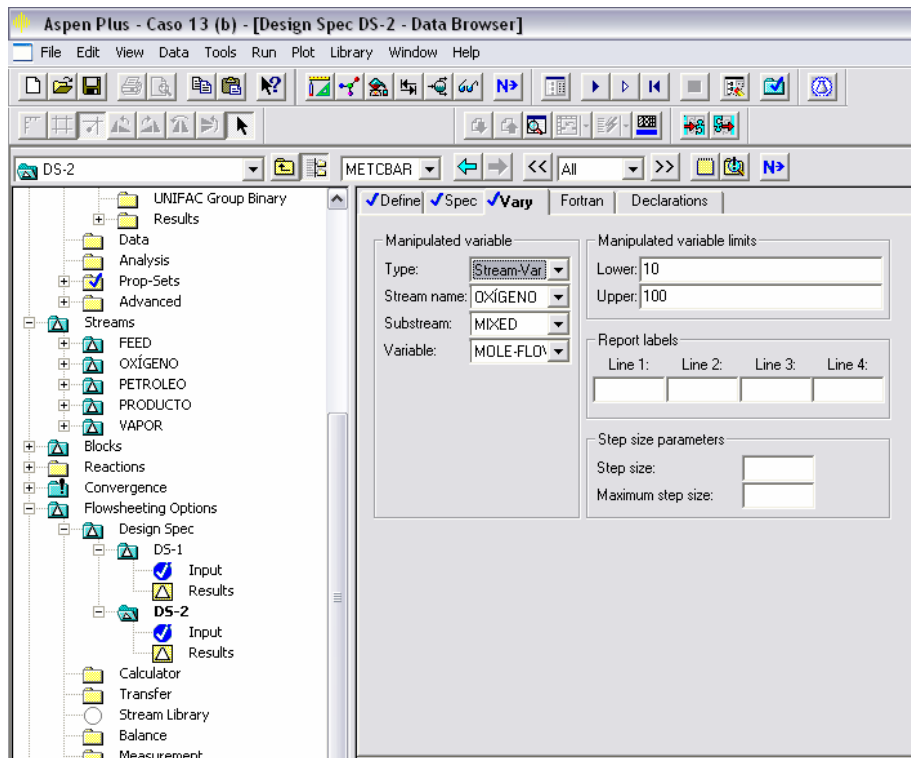 Aspen Plus - Caso 13 (b) - [Design Spec DS-2 - Data Browser]
File Edit View Data Tools Run Plot Library Window Help
N>
DS-2 METCBAR << All >> N>
UNIFAC Group Binary
Results
Data
Analysis
Prop-Sets
Advanced
Streams
FEED
OXÍGENO
PETROLEO
PRODUCTO
VAPOR
Blocks
Reactions
Convergence
Flowsheeting Options
Design Spec
DS-1
Input
Results
DS-2
Input
Results
Calculator
Transfer
Stream Library
Balance
Measurement
Define Spec Vary Fortran Declarations
Manipulated variable
Type: Stream-Var
Stream name: OXÍGENO
Substream: MIXED
Variable: MOLE-FLOW
Manipulated variable limits
Lower: 10
Upper: 100
Report labels
Line 1: Line 2: Line 3: Line 4:
Step size parameters
Step size:
Maximum step size: